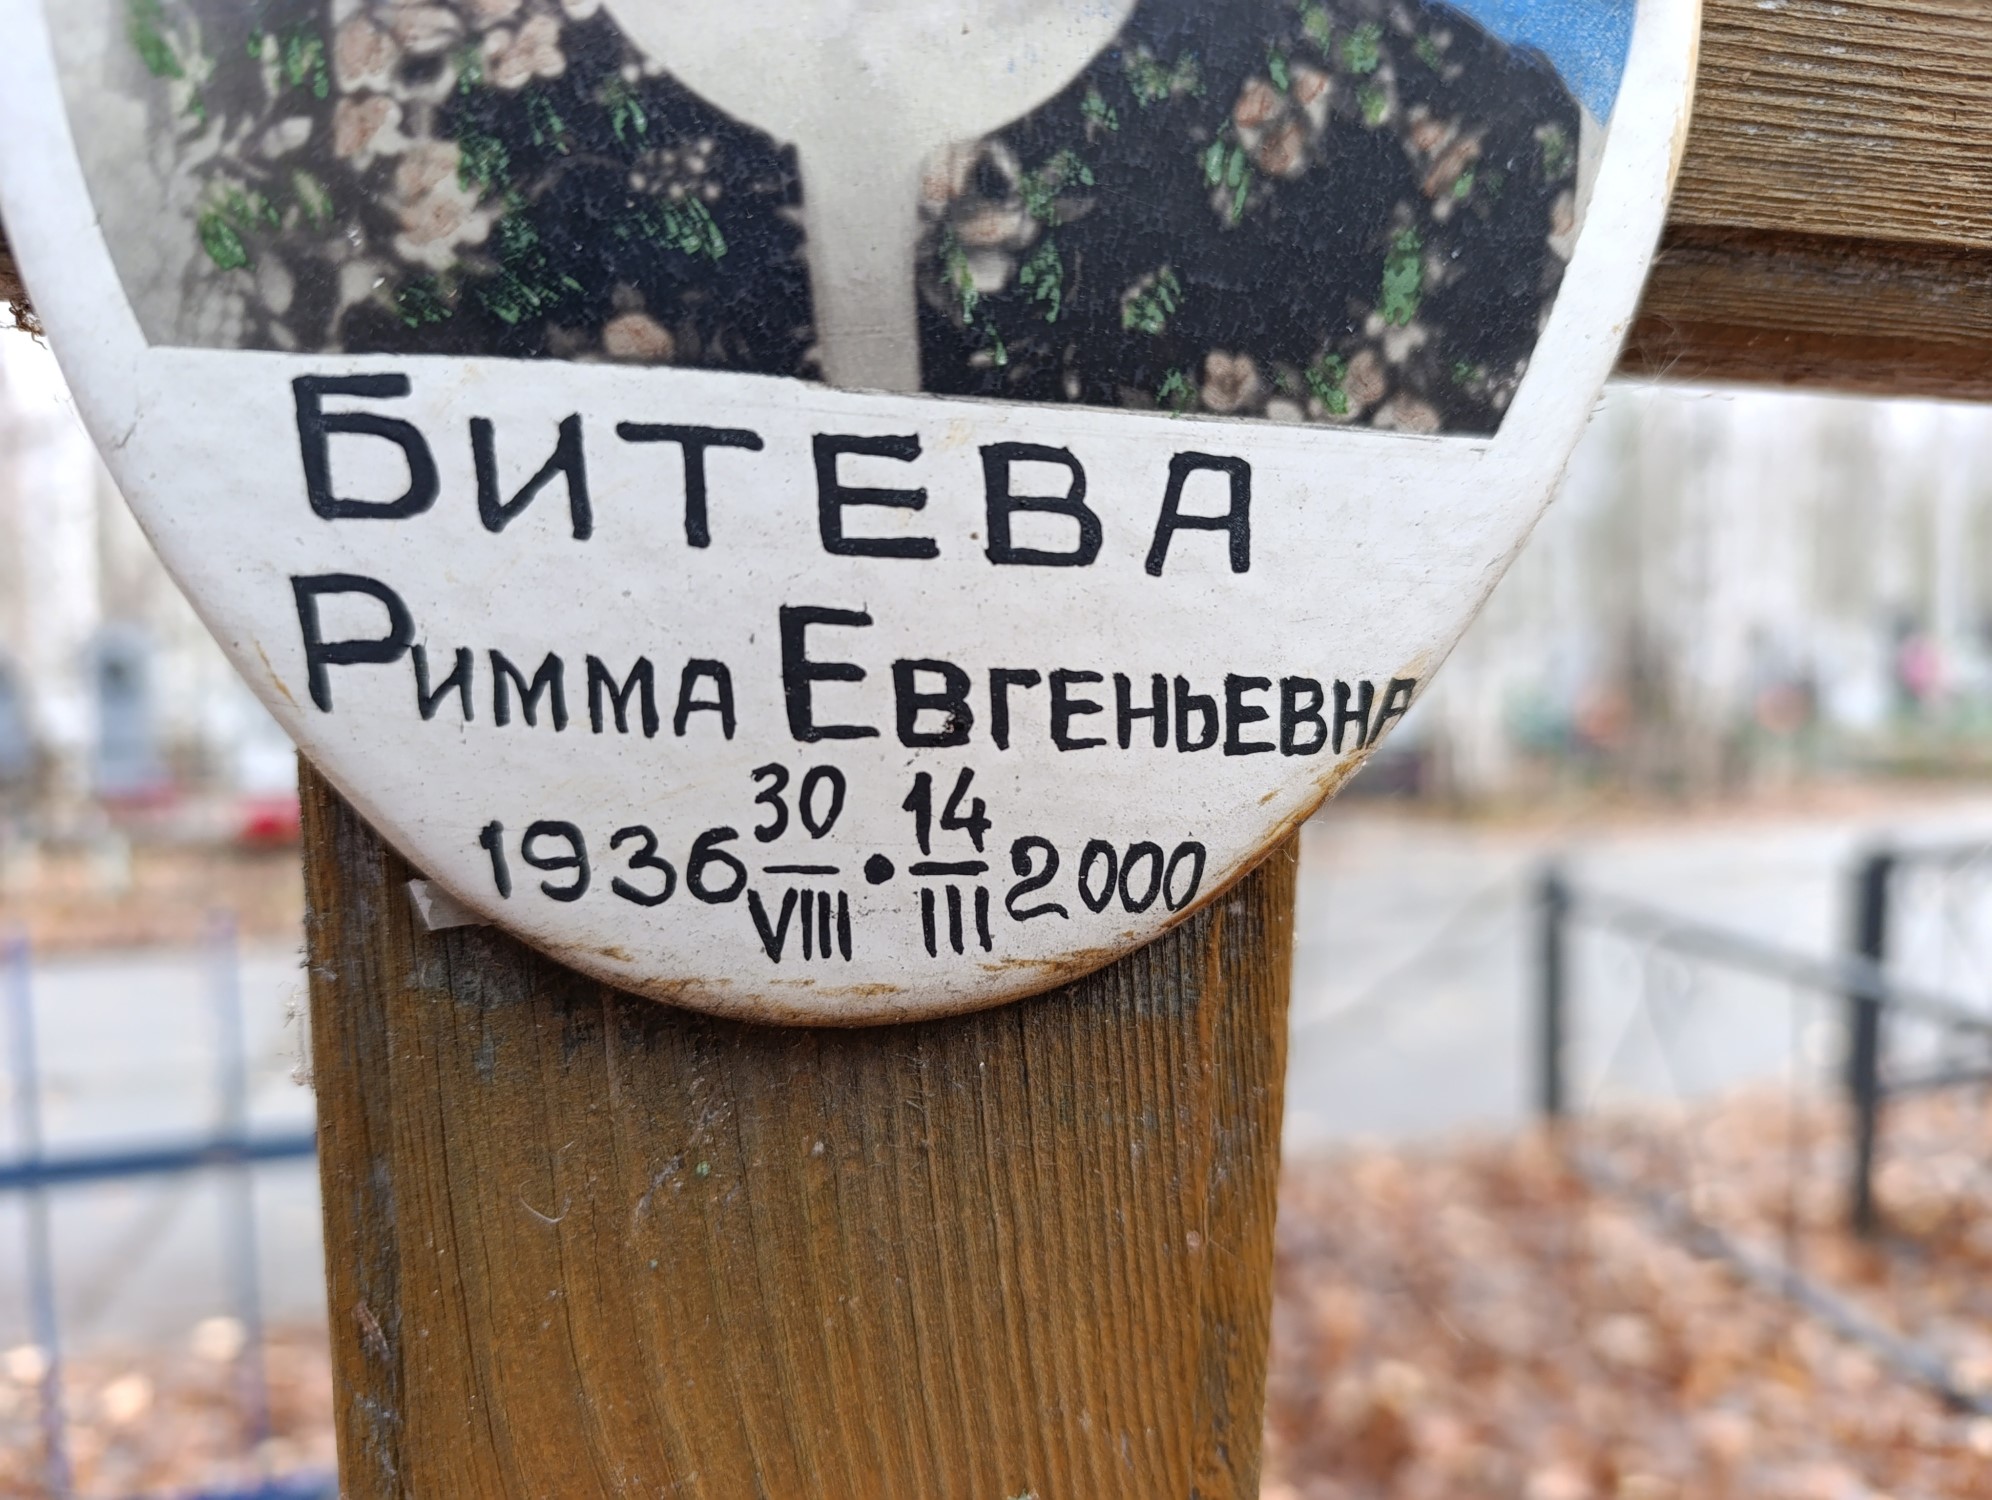 БИТЕВА
РИММА ЕВГЕНЬЕВНА
1936 30/VIII • 14/III 2000